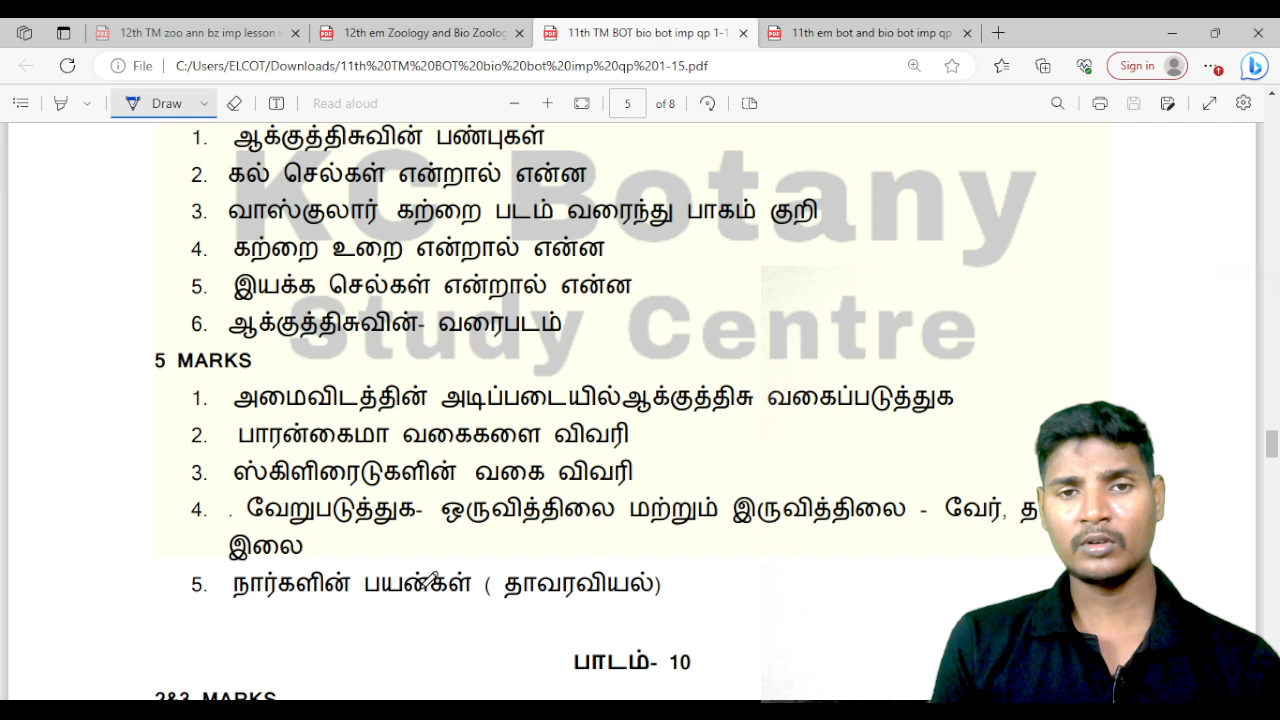 12th TM zoo ann bz imp lesson
12th em Zoology and Bio Zoolog
11th TM BOT bio bot imp qp 1-1
11th em bot and bio bot imp qp
File C:/Users/ELCOT/Downloads/11th%20TM%20BOT%20bio%20bot%20imp%20qp%201-15.pdf Sign in
Draw Read aloud 5 of 8
KC Botany
Study Centre
1. ஆக்குத்திசுவின் பண்புகள்
2. கல் செல்கள் என்றால் என்ன
3. வாஸ்குலார் கற்றை படம் வரைந்து பாகம் குறி
4. கற்றை உறை என்றால் என்ன
5. இயக்க செல்கள் என்றால் என்ன
6. ஆக்குத்திசுவின்- வரைபடம்
5 MARKS
1. அமைவிடத்தின் அடிப்படையில்ஆக்குத்திசு வகைப்படுத்துக
2. பாரன்கைமா வகைகளை விவரி
3. ஸ்கிளிரைடுகளின் வகை விவரி
4. . வேறுபடுத்துக- ஒருவித்திலை மற்றும் இருவித்திலை - வேர்,
இலை
5. நார்களின் பயன்கள் ( தாவரவியல்)
பாடம்- 10
2&3 MARKS